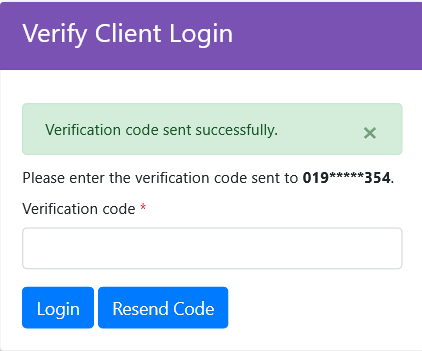 Verify Client Login
Verification code sent successfully. ×
Please enter the verification code sent to 019*****354.
Verification code *
Login Resend Code